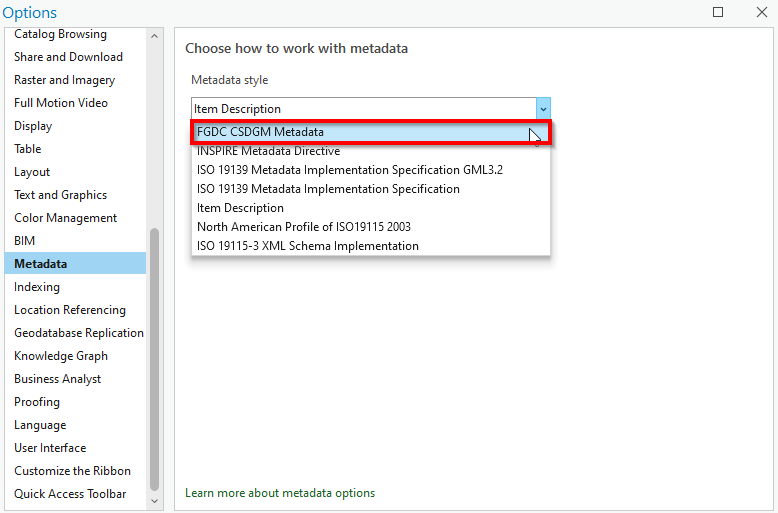 Options
Catalog Browsing
Share and Download
Raster and Imagery
Full Motion Video
Display
Table
Layout
Text and Graphics
Color Management
BIM
Metadata
Indexing
Location Referencing
Geodatabase Replication
Knowledge Graph
Business Analyst
Proofing
Language
User Interface
Customize the Ribbon
Quick Access Toolbar
Choose how to work with metadata
Metadata style
Item Description
FGDC CSDGM Metadata
INSPIRE Metadata Directive
ISO 19139 Metadata Implementation Specification GML3.2
ISO 19139 Metadata Implementation Specification
Item Description
North American Profile of ISO19115 2003
ISO 19115-3 XML Schema Implementation
Learn more about metadata options